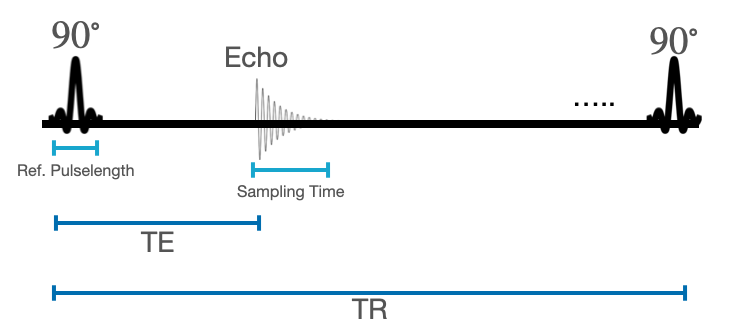 90°
90°
Echo
.....
Ref. Pulselength
Sampling Time
TE
TR